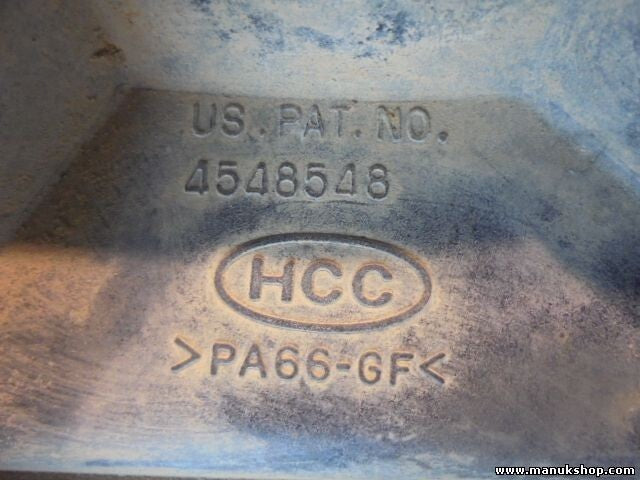 US. PAT. NO.
4548548
HCC
>PA66-GF<
www.manukshop.com